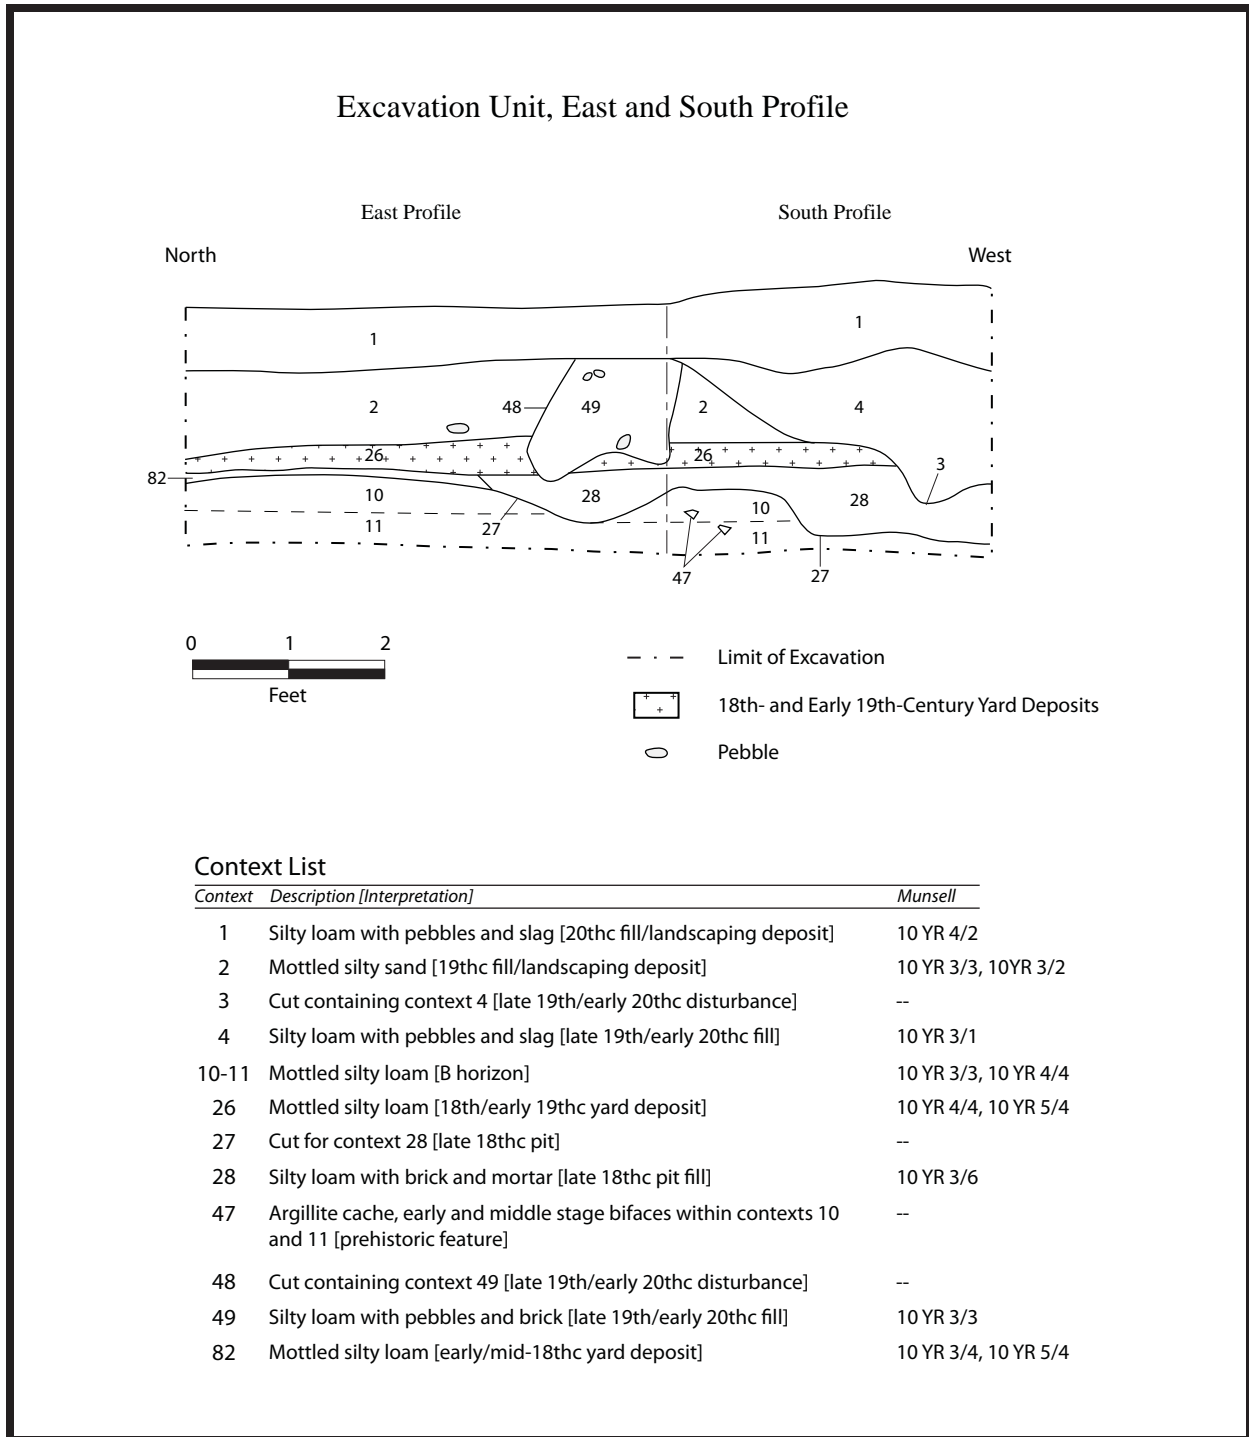 Excavation Unit, East and South Profile
East Profile
South Profile
North
West
1
1
2
48
49
2
4
26
26
3
82
10
28
10
28
11
27
11
47
27
0 1 2
Feet
Limit of Excavation
18th- and Early 19th-Century Yard Deposits
Pebble
Context List
Context Description [Interpretation] Munsell
1 Silty loam with pebbles and slag [20thc fill/landscaping deposit] 10 YR 4/2
2 Mottled silty sand [19thc fill/landscaping deposit] 10 YR 3/3, 10YR 3/2
3 Cut containing context 4 [late 19th/early 20thc disturbance] --
4 Silty loam with pebbles and slag [late 19th/early 20thc fill] 10 YR 3/1
10-11 Mottled silty loam [B horizon] 10 YR 3/3, 10 YR 4/4
26 Mottled silty loam [18th/early 19thc yard deposit] 10 YR 4/4, 10 YR 5/4
27 Cut for context 28 [late 18thc pit] --
28 Silty loam with brick and mortar [late 18thc pit fill] 10 YR 3/6
47 Argillite cache, early and middle stage bifaces within contexts 10 --
and 11 [prehistoric feature]
48 Cut containing context 49 [late 19th/early 20thc disturbance] --
49 Silty loam with pebbles and brick [late 19th/early 20thc fill] 10 YR 3/3
82 Mottled silty loam [early/mid-18thc yard deposit] 10 YR 3/4, 10 YR 5/4